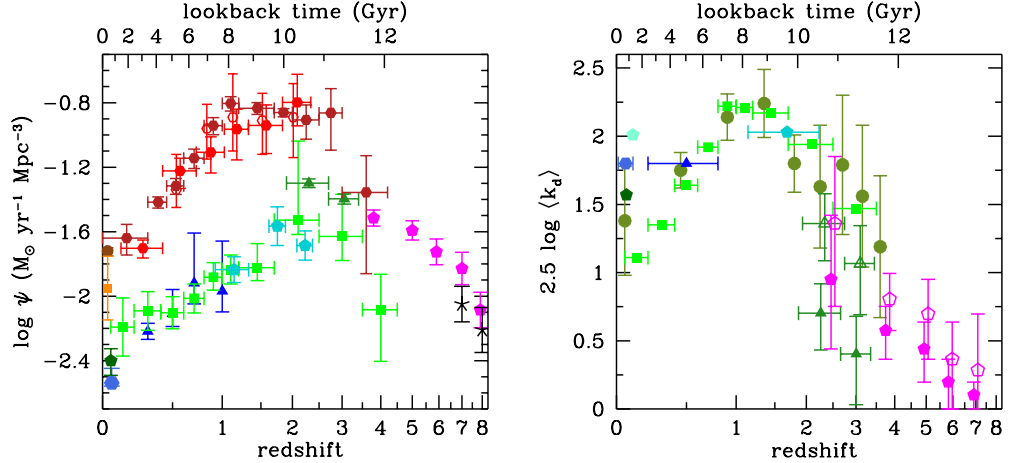 lookback time (Gyr)
0 2 4 6 8 10 12
log ψ (M⊙ yr⁻¹ Mpc⁻³)
−0.8
−1.2
−1.6
−2
−2.4
0 1 2 3 4 5 6 7 8
redshift
lookback time (Gyr)
0 2 4 6 8 10 12
2.5 log ⟨k_d⟩
2.5
2
1.5
1
0.5
0
0 1 2 3 4 5 6 7 8
redshift